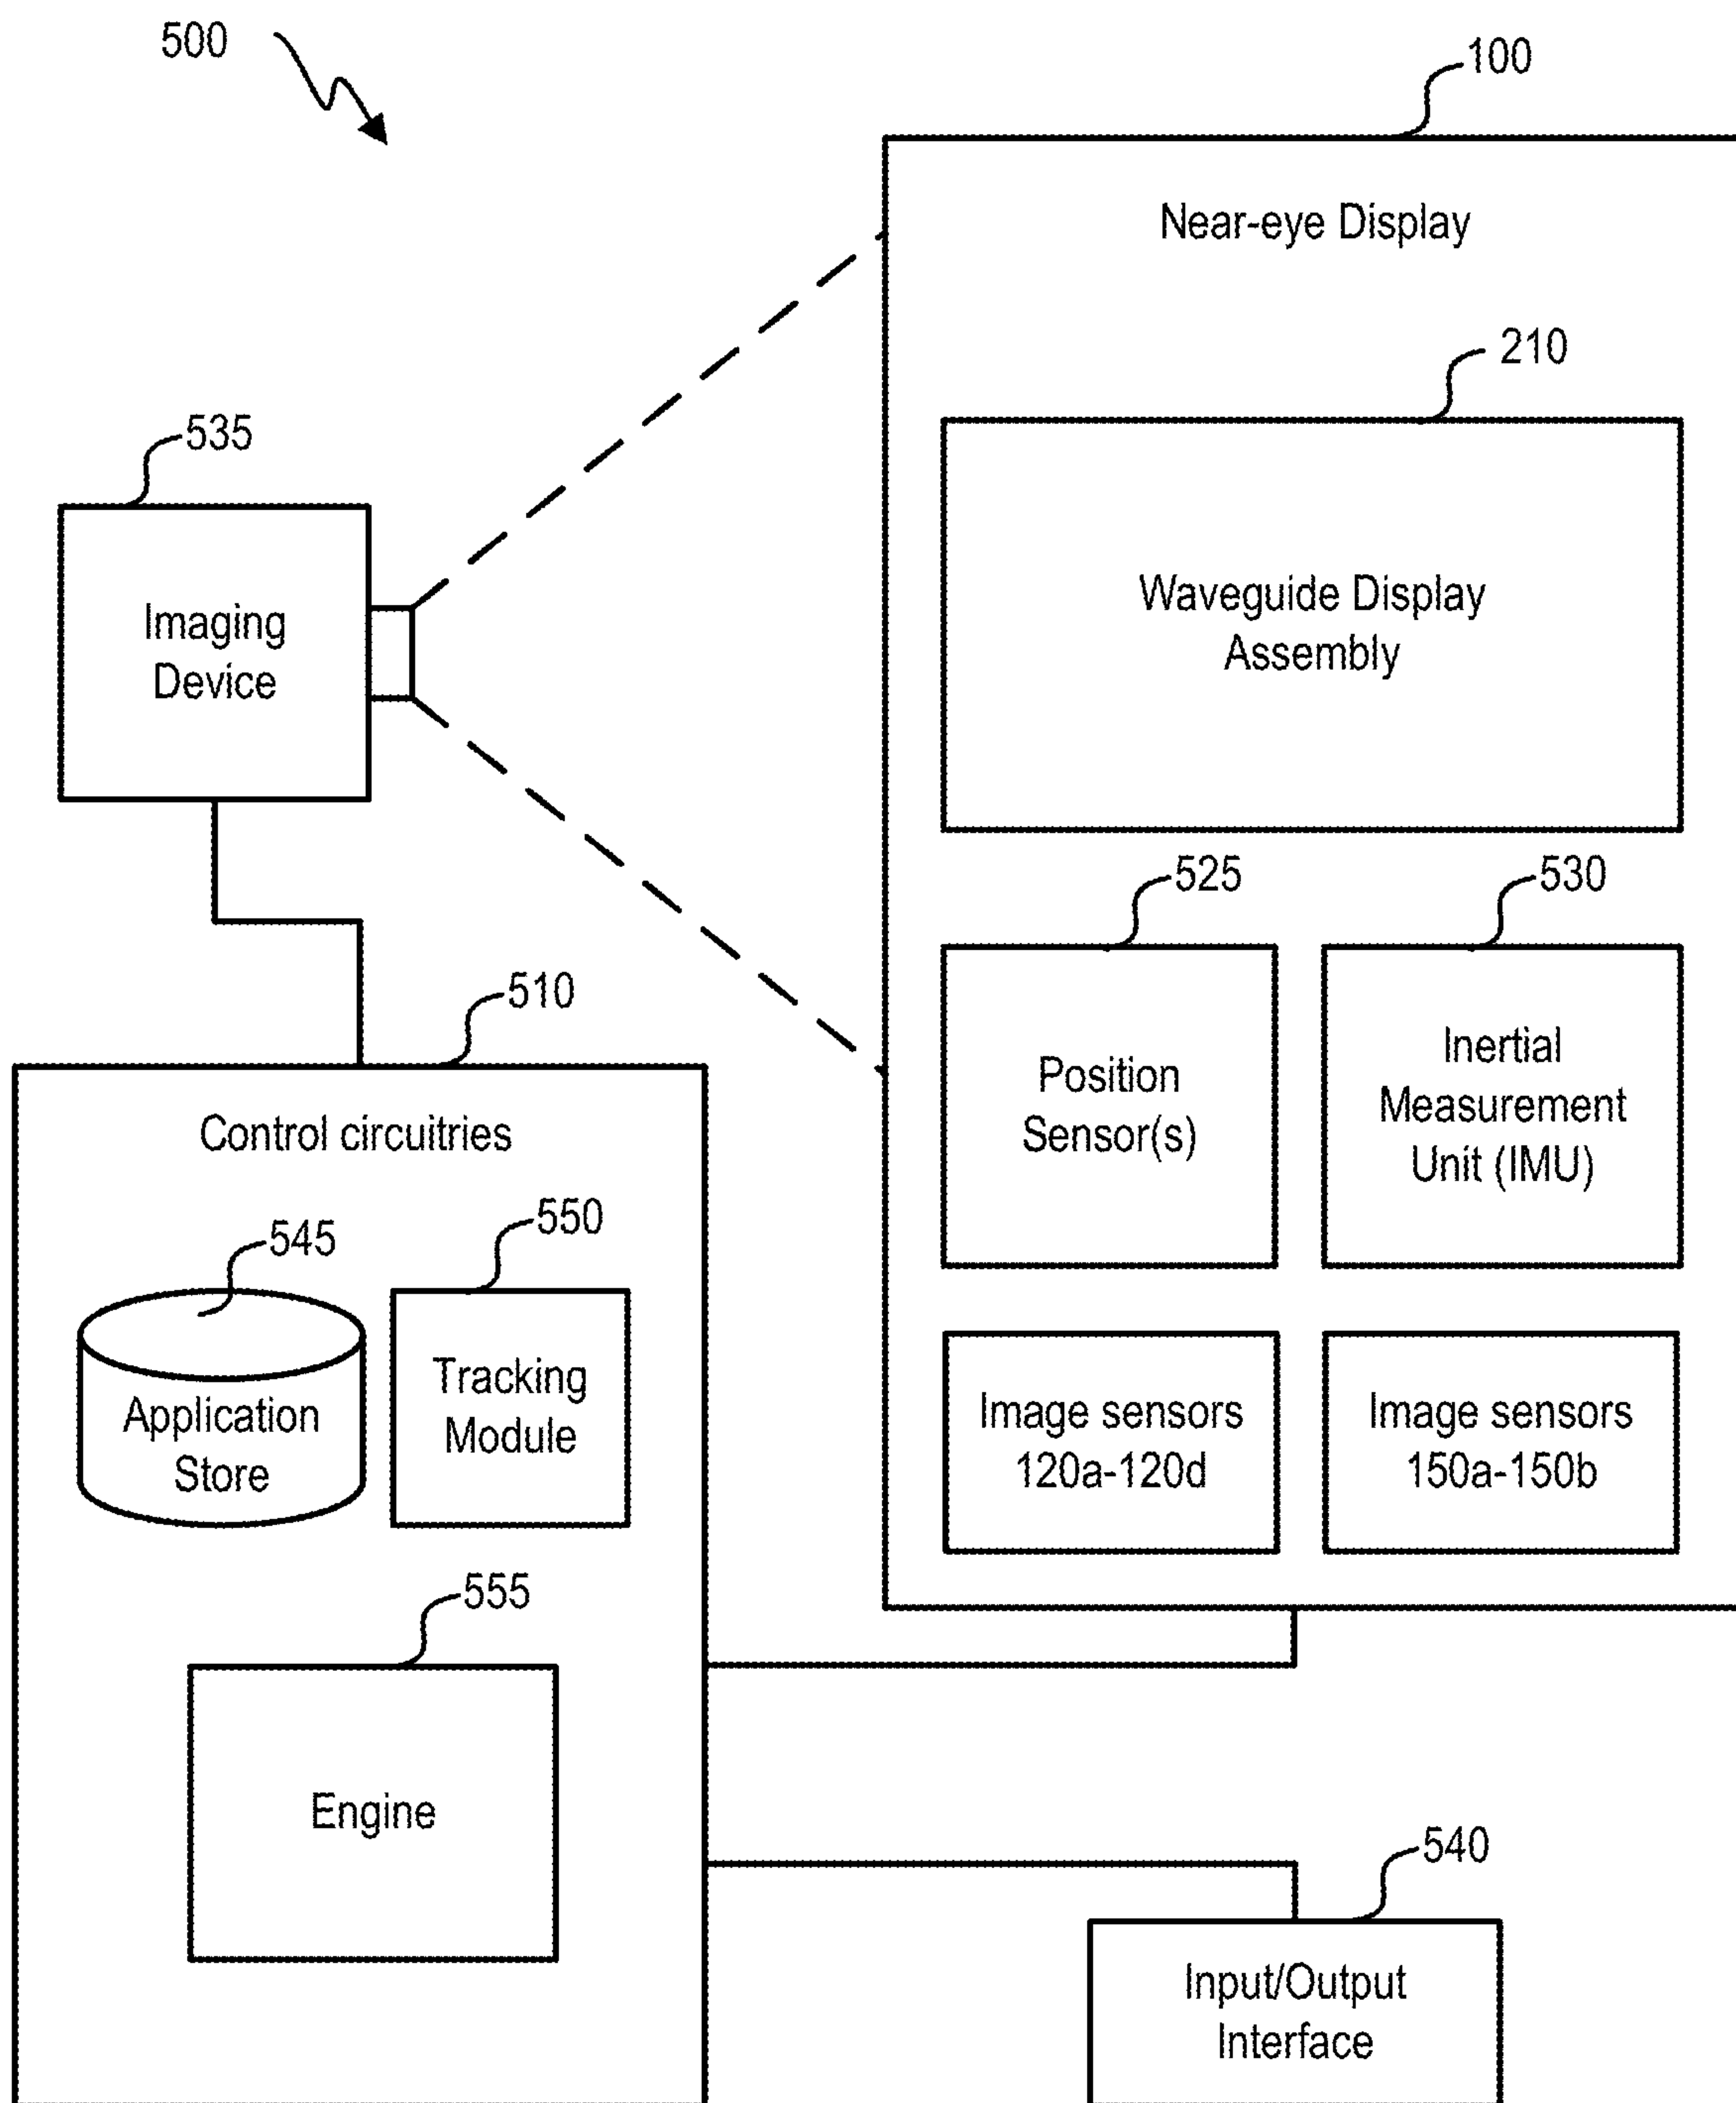 500
100
Near-eye Display
210
Waveguide Display
Assembly
535
Imaging
Device
525
530
Position
Sensor(s)
Inertial
Measurement
Unit (IMU)
510
Control circuitries
545
550
Application
Store
Tracking
Module
Image sensors
120a-120d
Image sensors
150a-150b
555
Engine
540
Input/Output
Interface